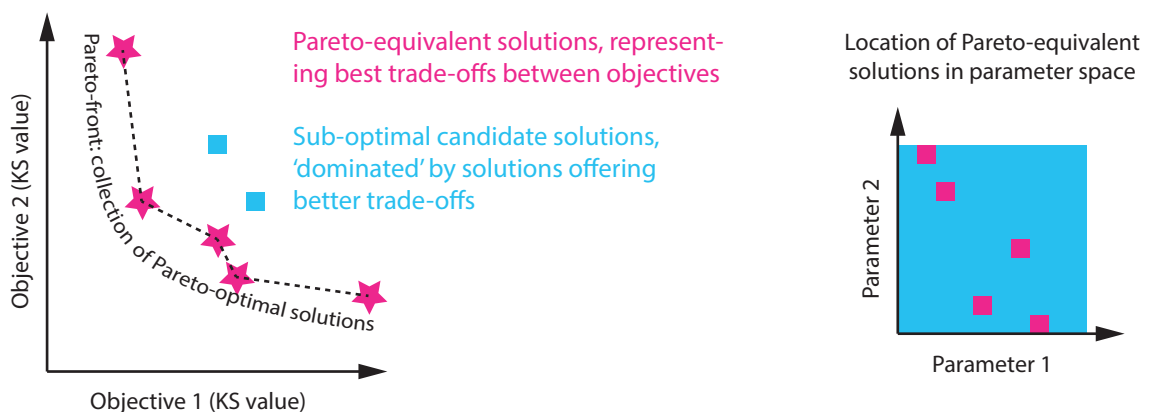 Objective 2 (KS value)
Pareto-front: collection of Pareto-optimal solutions
Objective 1 (KS value)
Pareto-equivalent solutions, represent-
ing best trade-offs between objectives
Sub-optimal candidate solutions,
‘dominated’ by solutions offering
better trade-offs
Location of Pareto-equivalent
solutions in parameter space
Parameter 2
Parameter 1